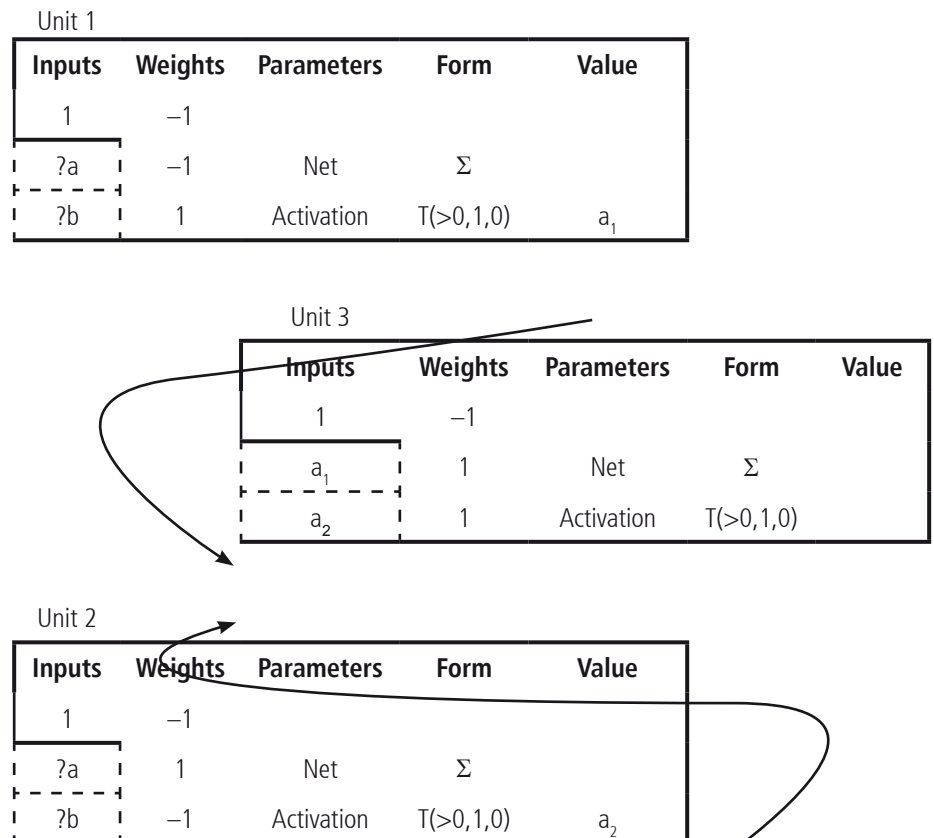 Unit 1
Inputs Weights Parameters Form Value
1 −1
?a −1 Net Σ
?b 1 Activation T(>0,1,0) a₁
Unit 3
Inputs Weights Parameters Form Value
1 −1
a₁ 1 Net Σ
a₂ 1 Activation T(>0,1,0)
Unit 2
Inputs Weights Parameters Form Value
1 −1
?a 1 Net Σ
?b −1 Activation T(>0,1,0) a₂